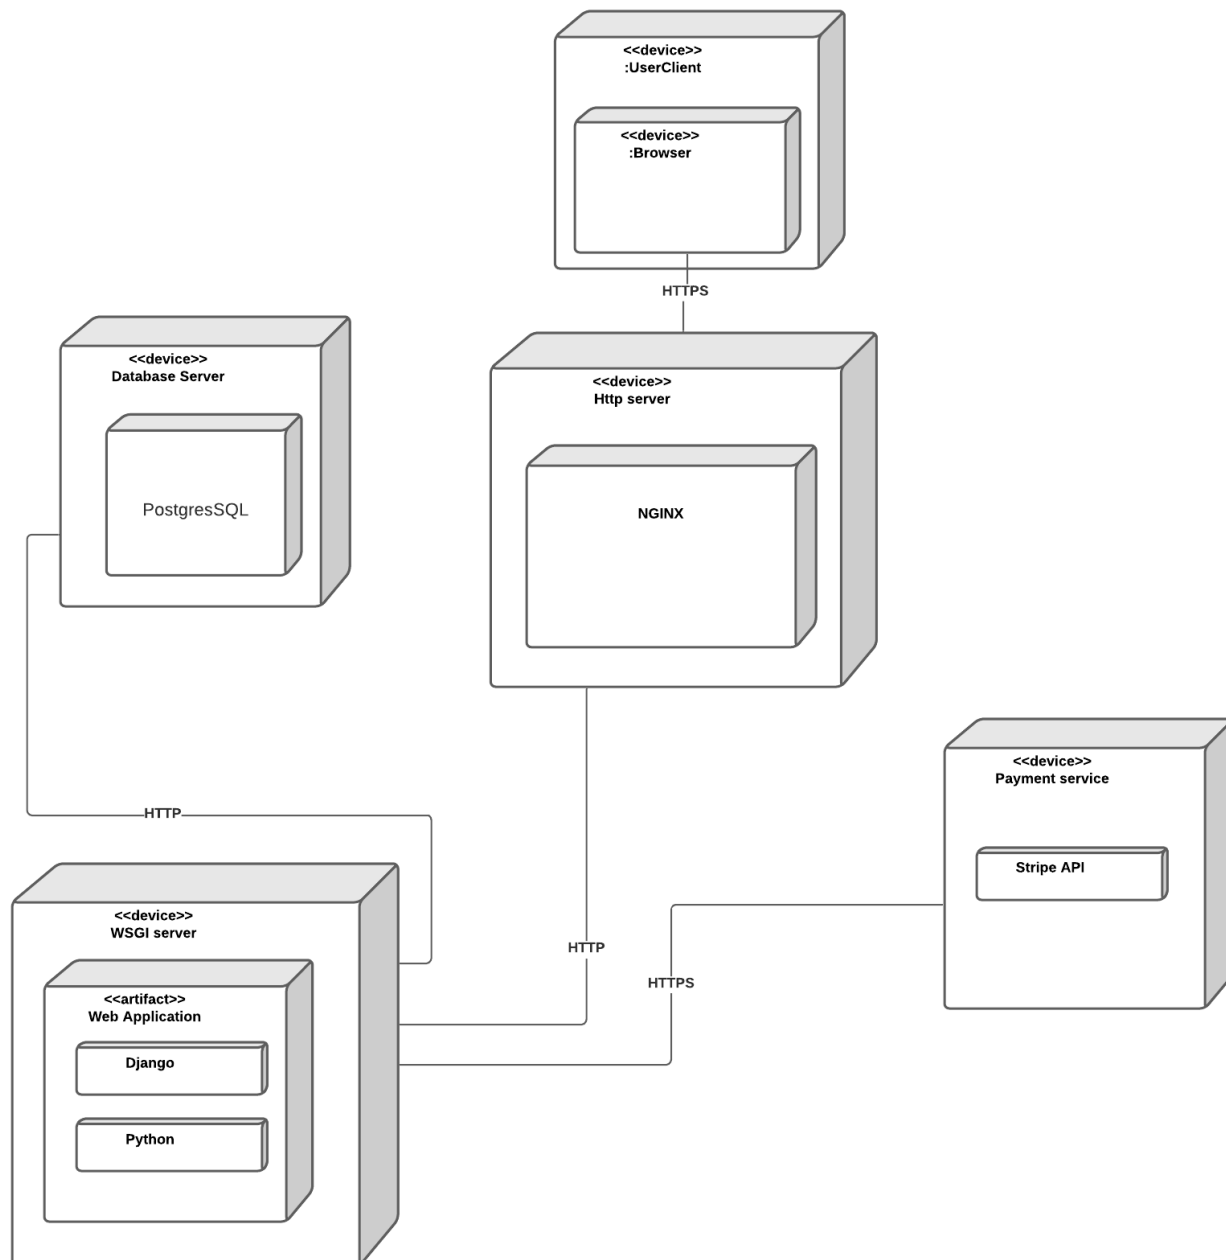 <<device>>
:UserClient
<<device>>
:Browser
HTTPS
<<device>>
Database Server
PostgresSQL
<<device>>
Http server
NGINX
<<device>>
Payment service
Stripe API
HTTP
<<device>>
WSGI server
<<artifact>>
Web Application
Django
Python
HTTP
HTTPS